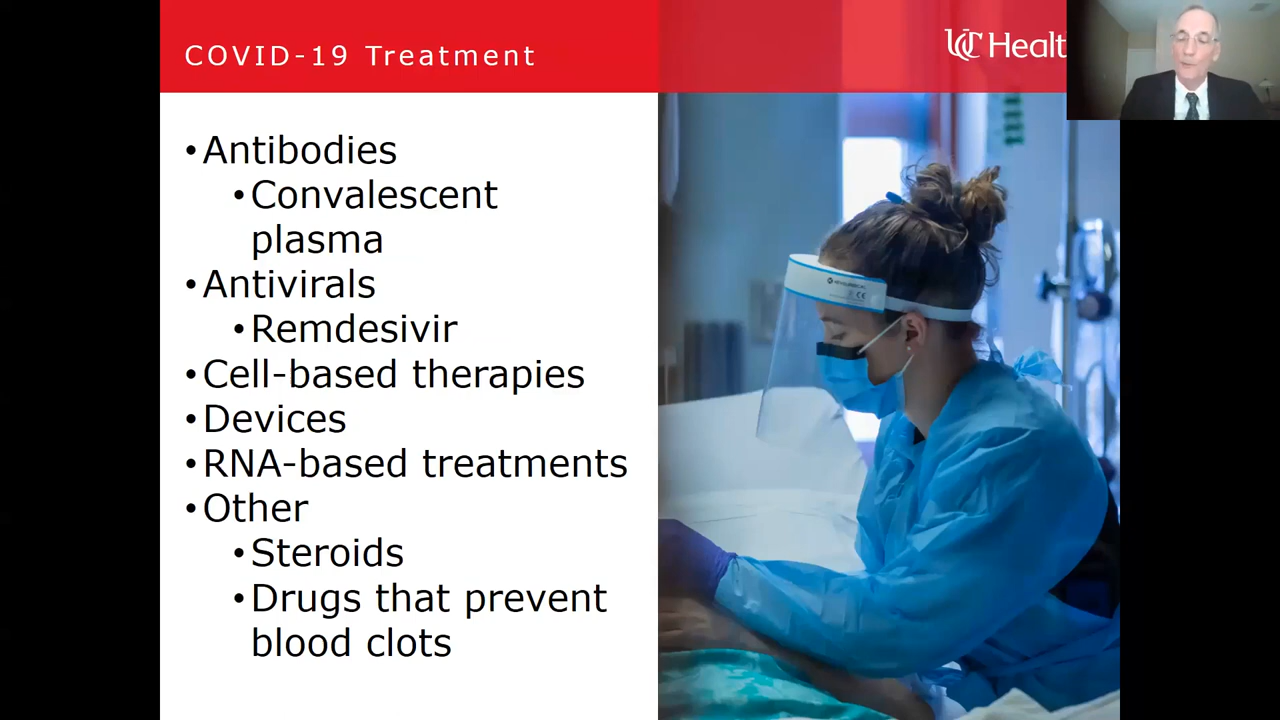 COVID-19 Treatment
UC Healt
• Antibodies
• Convalescent
plasma
• Antivirals
• Remdesivir
• Cell-based therapies
• Devices
• RNA-based treatments
• Other
• Steroids
• Drugs that prevent
blood clots